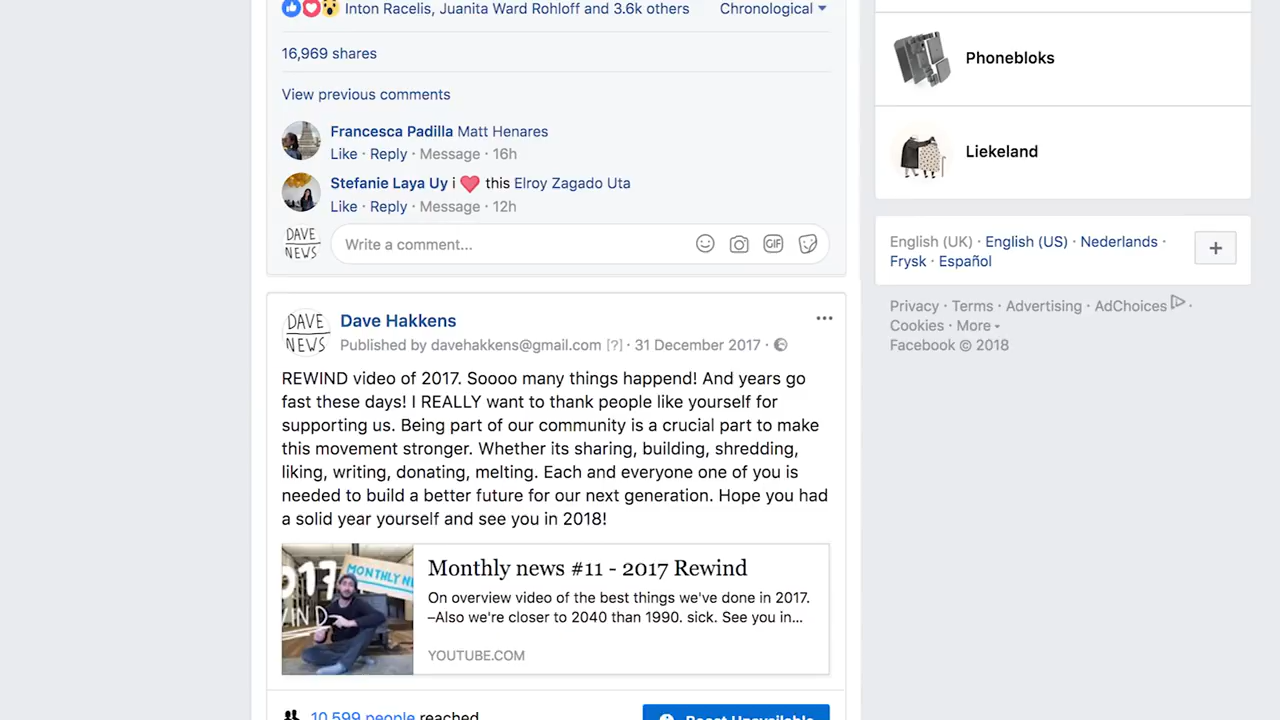 Inton Racelis, Juanita Ward Rohloff and 3.6k others
Chronological
16,969 shares
View previous comments
Francesca Padilla Matt Henares
Like · Reply · Message · 16h
Stefanie Laya Uy i ❤ this Elroy Zagado Uta
Like · Reply · Message · 12h
DAVE
NEWS
Write a comment...
GIF
DAVE
NEWS
Dave Hakkens
Published by davehakkens@gmail.com [?] · 31 December 2017 ·
REWIND video of 2017. Soooo many things happend! And years go
fast these days! I REALLY want to thank people like yourself for
supporting us. Being part of our community is a crucial part to make
this movement stronger. Whether its sharing, building, shredding,
liking, writing, donating, melting. Each and everyone one of you is
needed to build a better future for our next generation. Hope you had
a solid year yourself and see you in 2018!
MONTHLY
Monthly news #11 - 2017 Rewind
On overview video of the best things we've done in 2017.
–Also we're closer to 2040 than 1990. sick. See you in...
YOUTUBE.COM
10,599 people reached
Boost Unavailable
Phonebloks
Liekeland
English (UK) · English (US) · Nederlands ·
Frysk · Español
+
Privacy · Terms · Advertising · AdChoices ·
Cookies · More
Facebook © 2018